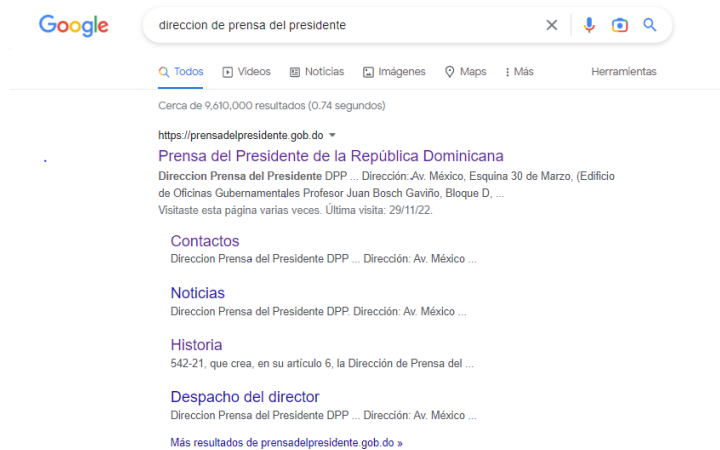 Google
direccion de prensa del presidente
Todos Videos Noticias Imágenes Maps Más Herramientas
Cerca de 9,610,000 resultados (0.74 segundos)
https://prensadelpresidente.gob.do
Prensa del Presidente de la República Dominicana
Direccion Prensa del Presidente DPP ... Dirección: Av. México, Esquina 30 de Marzo, (Edificio
de Oficinas Gubernamentales Profesor Juan Bosch Gaviño, Bloque D, ...
Visitaste esta página varias veces. Última visita: 29/11/22.
Contactos
Direccion Prensa del Presidente DPP ... Dirección: Av. México ...
Noticias
Direccion Prensa del Presidente DPP. Dirección: Av. México ...
Historia
542-21, que crea, en su artículo 6, la Dirección de Prensa del ...
Despacho del director
Direccion Prensa del Presidente DPP ... Dirección: Av. México ...
Más resultados de prensadelpresidente.gob.do »